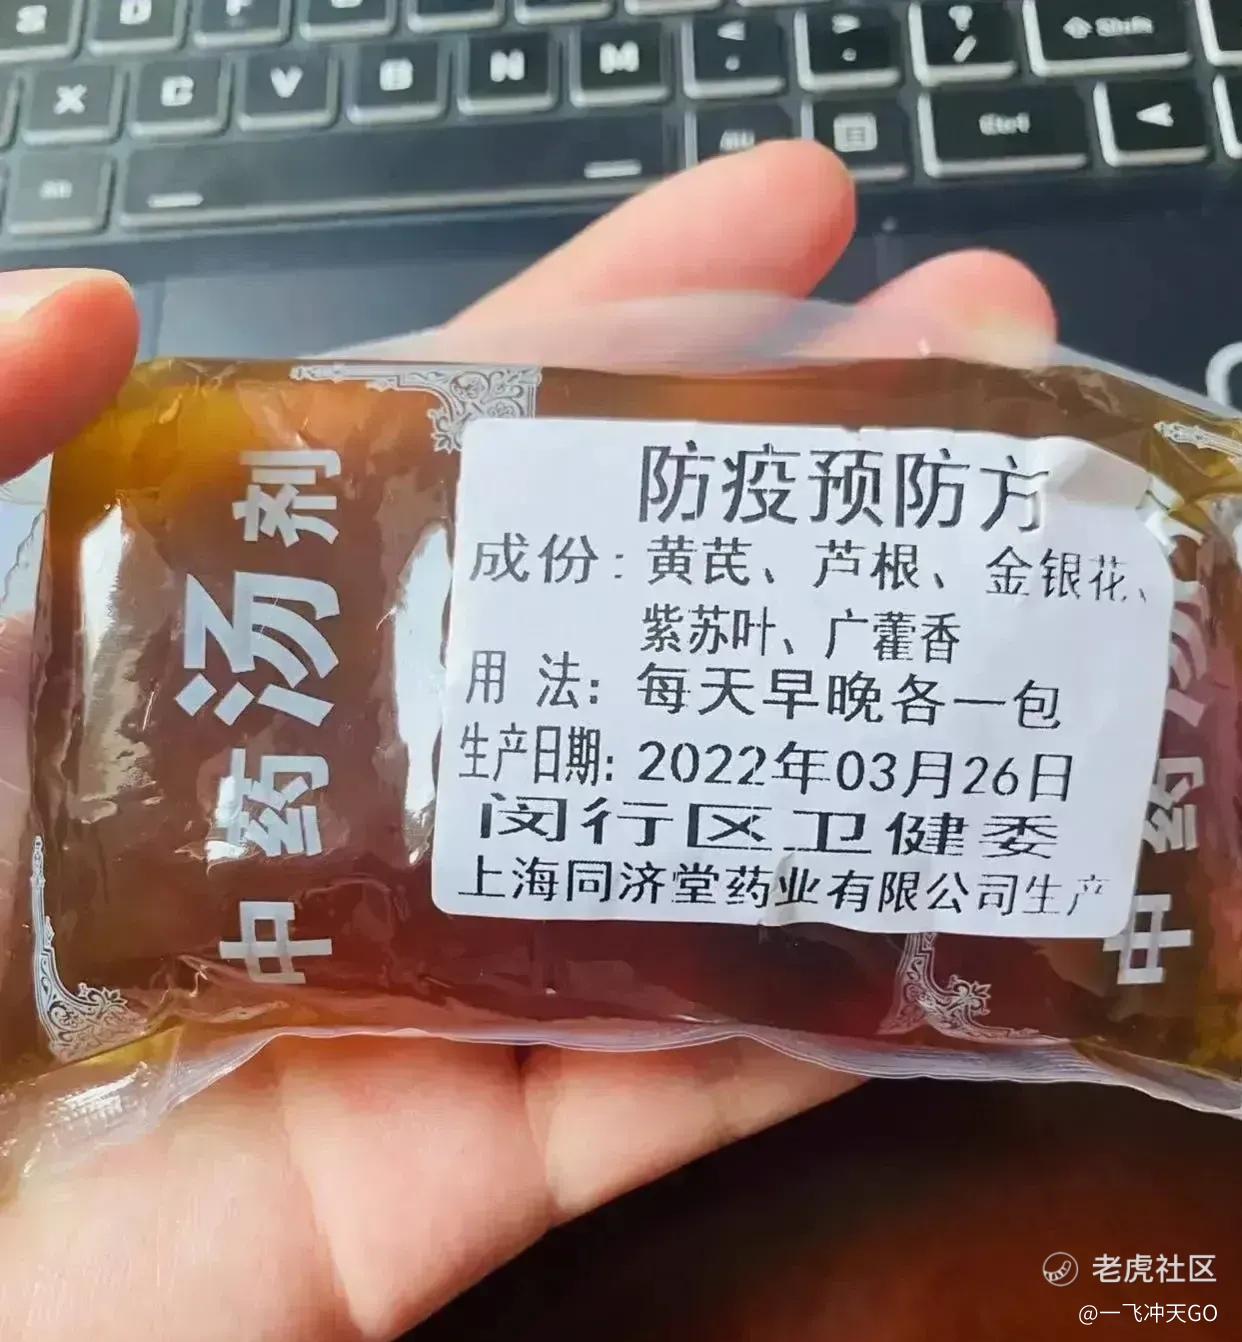 S D F
X C V B N M < , > . ? / Shift
Alt Ctrl
中药汤剂
防疫预防方
成份：黄芪、芦根、金银花、
紫苏叶、广藿香
用 法：每天早晚各一包
生产日期：2022年03月26日
闵行区卫健委
上海同济堂药业有限公司生产
中药汤
老虎社区
@一飞冲天GO